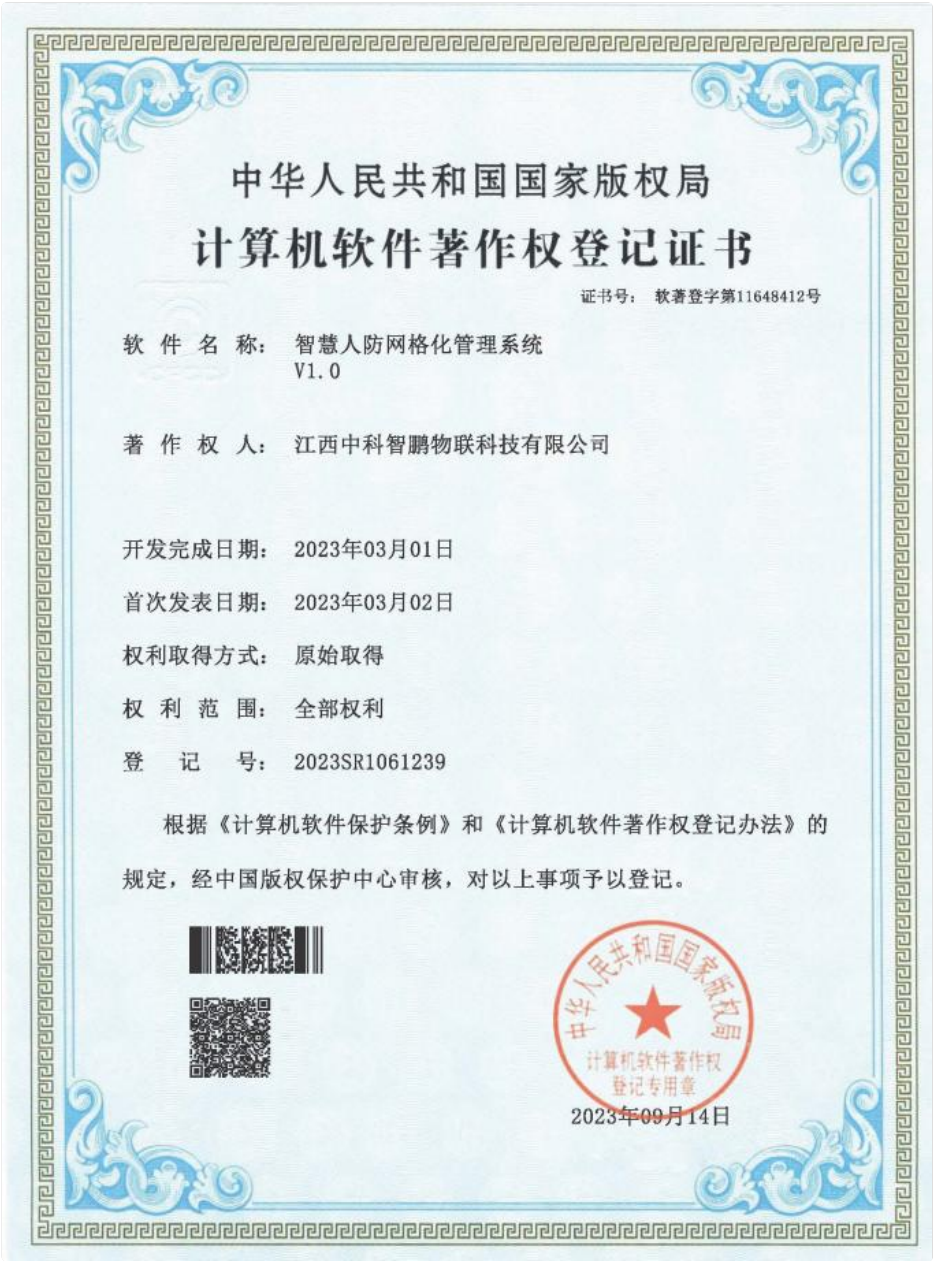 中华人民共和国国家版权局
计算机软件著作权登记证书
证书号： 软著登字第11648412号
软件名称： 智慧人防网格化管理系统
V1.0
著作权人： 江西中科智鹏物联科技有限公司
开发完成日期： 2023年03月01日
首次发表日期： 2023年03月02日
权利取得方式： 原始取得
权利范围： 全部权利
登记号： 2023SR1061239
根据《计算机软件保护条例》和《计算机软件著作权登记办法》的
规定，经中国版权保护中心审核，对以上事项予以登记。
中华人民共和国国家版权局
计算机软件著作权
登记专用章
2023年09月14日